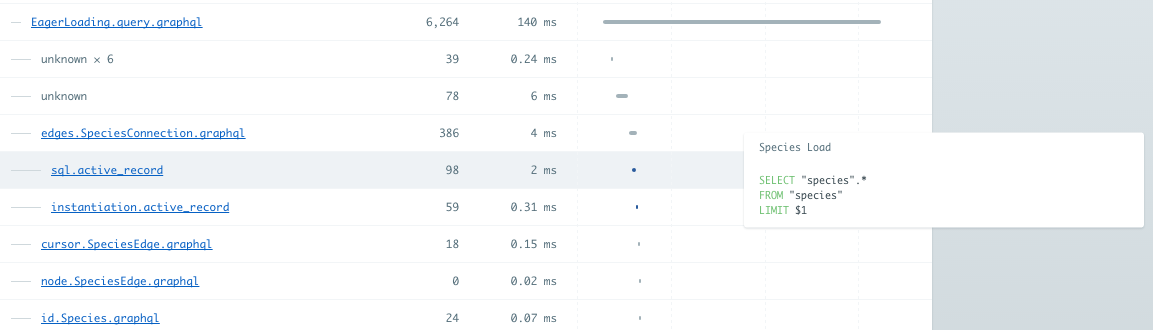 EagerLoading.query.graphql 6,264 140 ms
unknown × 6 39 0.24 ms
unknown 78 6 ms
edges.SpeciesConnection.graphql 386 4 ms
sql.active_record 98 2 ms
instantiation.active_record 59 0.31 ms
cursor.SpeciesEdge.graphql 18 0.15 ms
node.SpeciesEdge.graphql 0 0.02 ms
id.Species.graphql 24 0.07 ms
Species Load
SELECT "species".*
FROM "species"
LIMIT $1